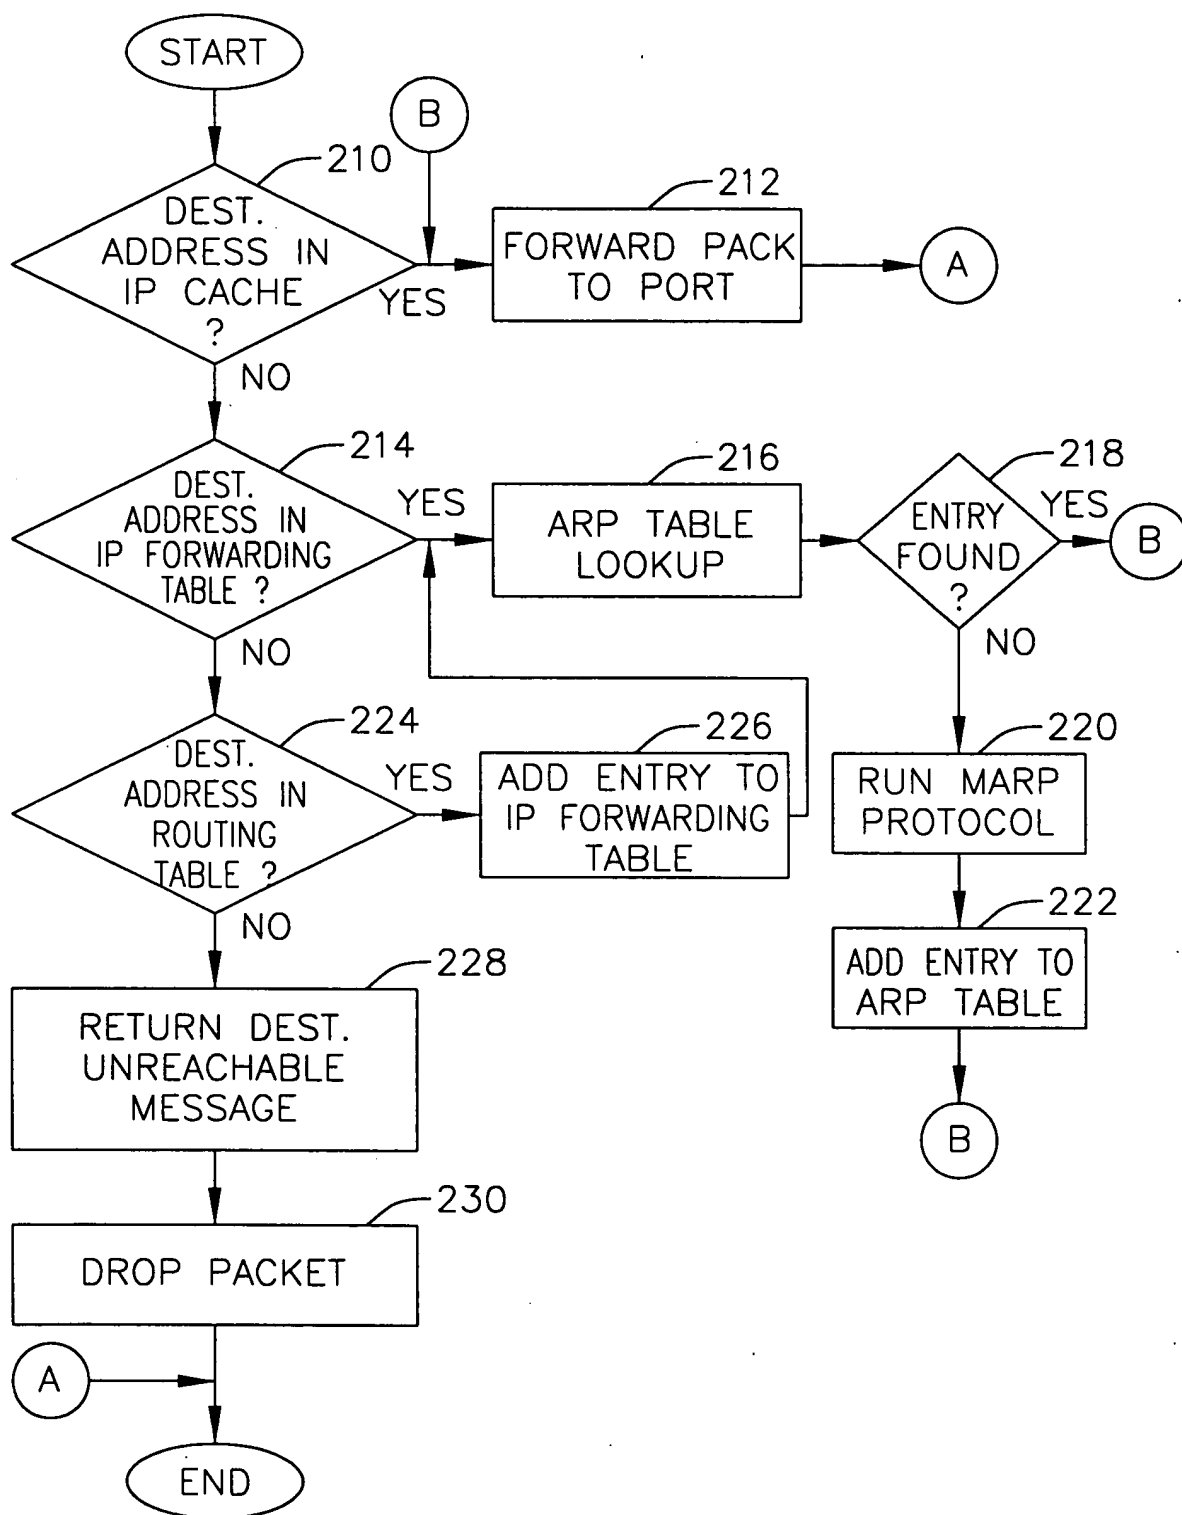 START
B
210
DEST.
ADDRESS IN
IP CACHE
?
YES
NO
212
FORWARD PACK
TO PORT
A
214
DEST.
ADDRESS IN
IP FORWARDING
TABLE ?
YES
NO
216
ARP TABLE
LOOKUP
218
ENTRY
FOUND
?
YES
B
NO
224
DEST.
ADDRESS IN
ROUTING
TABLE ?
YES
NO
226
ADD ENTRY TO
IP FORWARDING
TABLE
220
RUN MARP
PROTOCOL
222
ADD ENTRY TO
ARP TABLE
B
228
RETURN DEST.
UNREACHABLE
MESSAGE
230
DROP PACKET
A
END